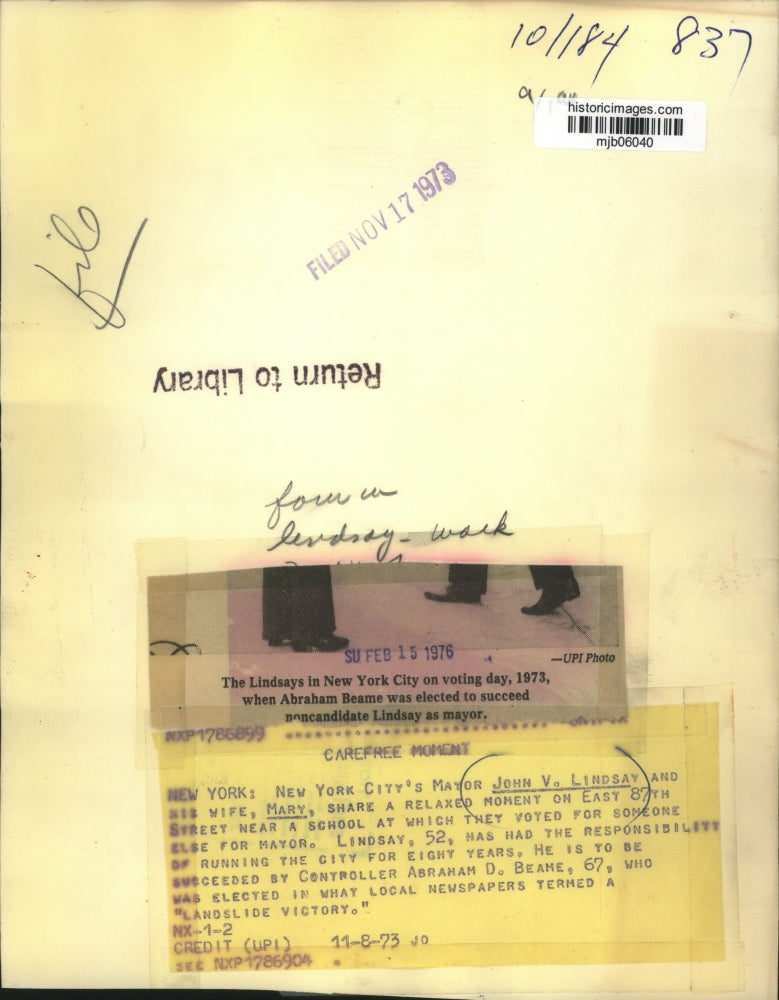 10/184 837
historicimages.com
mjb06040
FILED NOV 17 1973
file
Return to Library
lindsay - walk
SU FEB 15 1976
—UPI Photo
The Lindsays in New York City on voting day, 1973,
when Abraham Beame was elected to succeed
noncandidate Lindsay as mayor.
NXP1786899
CAREFREE MOMENT
NEW YORK: NEW YORK CITY'S MAYOR JOHN V. LINDSAY AND
HIS WIFE, MARY, SHARE A RELAXED MOMENT ON EAST 87TH
STREET NEAR A SCHOOL AT WHICH THEY VOTED FOR SOMEONE
ELSE FOR MAYOR. LINDSAY, 52, HAS HAD THE RESPONSIBILITY
OF RUNNING THE CITY FOR EIGHT YEARS. HE IS TO BE
SUCCEEDED BY CONTROLLER ABRAHAM D. BEAME, 67, WHO
WAS ELECTED IN WHAT LOCAL NEWSPAPERS TERMED A
"LANDSLIDE VICTORY."
NX-1-2
CREDIT (UPI) 11-8-73 JO
SEE NXP1786904